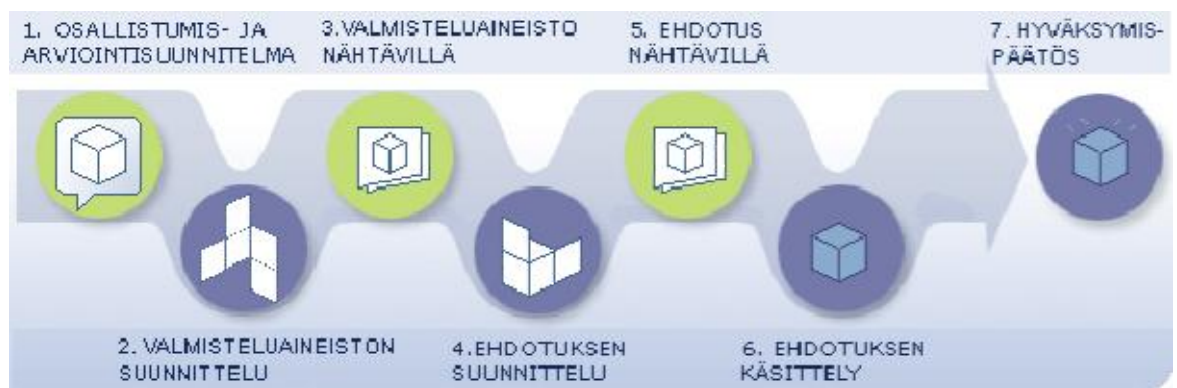 1. OSALLISTUMIS- JA
ARVIOINTISUUNNITELMA
2. VALMISTELUAINEISTON
SUUNNITTELU
3.VALMISTELUAINEISTO
NÄHTÄVILLÄ
4.EHDOTUKSEN
SUUNNITTELU
5. EHDOTUS
NÄHTÄVILLÄ
6. EHDOTUKSEN
KÄSITTELY
7. HYVÄKSYMIS-
PÄÄTÖS